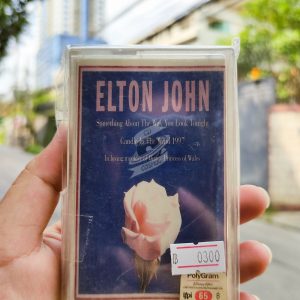 ELTON JOHN
Something About The Way You Look Tonight
Candle In The Wind 1997
In loving memory of Diana, Princess of Wales
฿ 0300
PolyGram
65 B